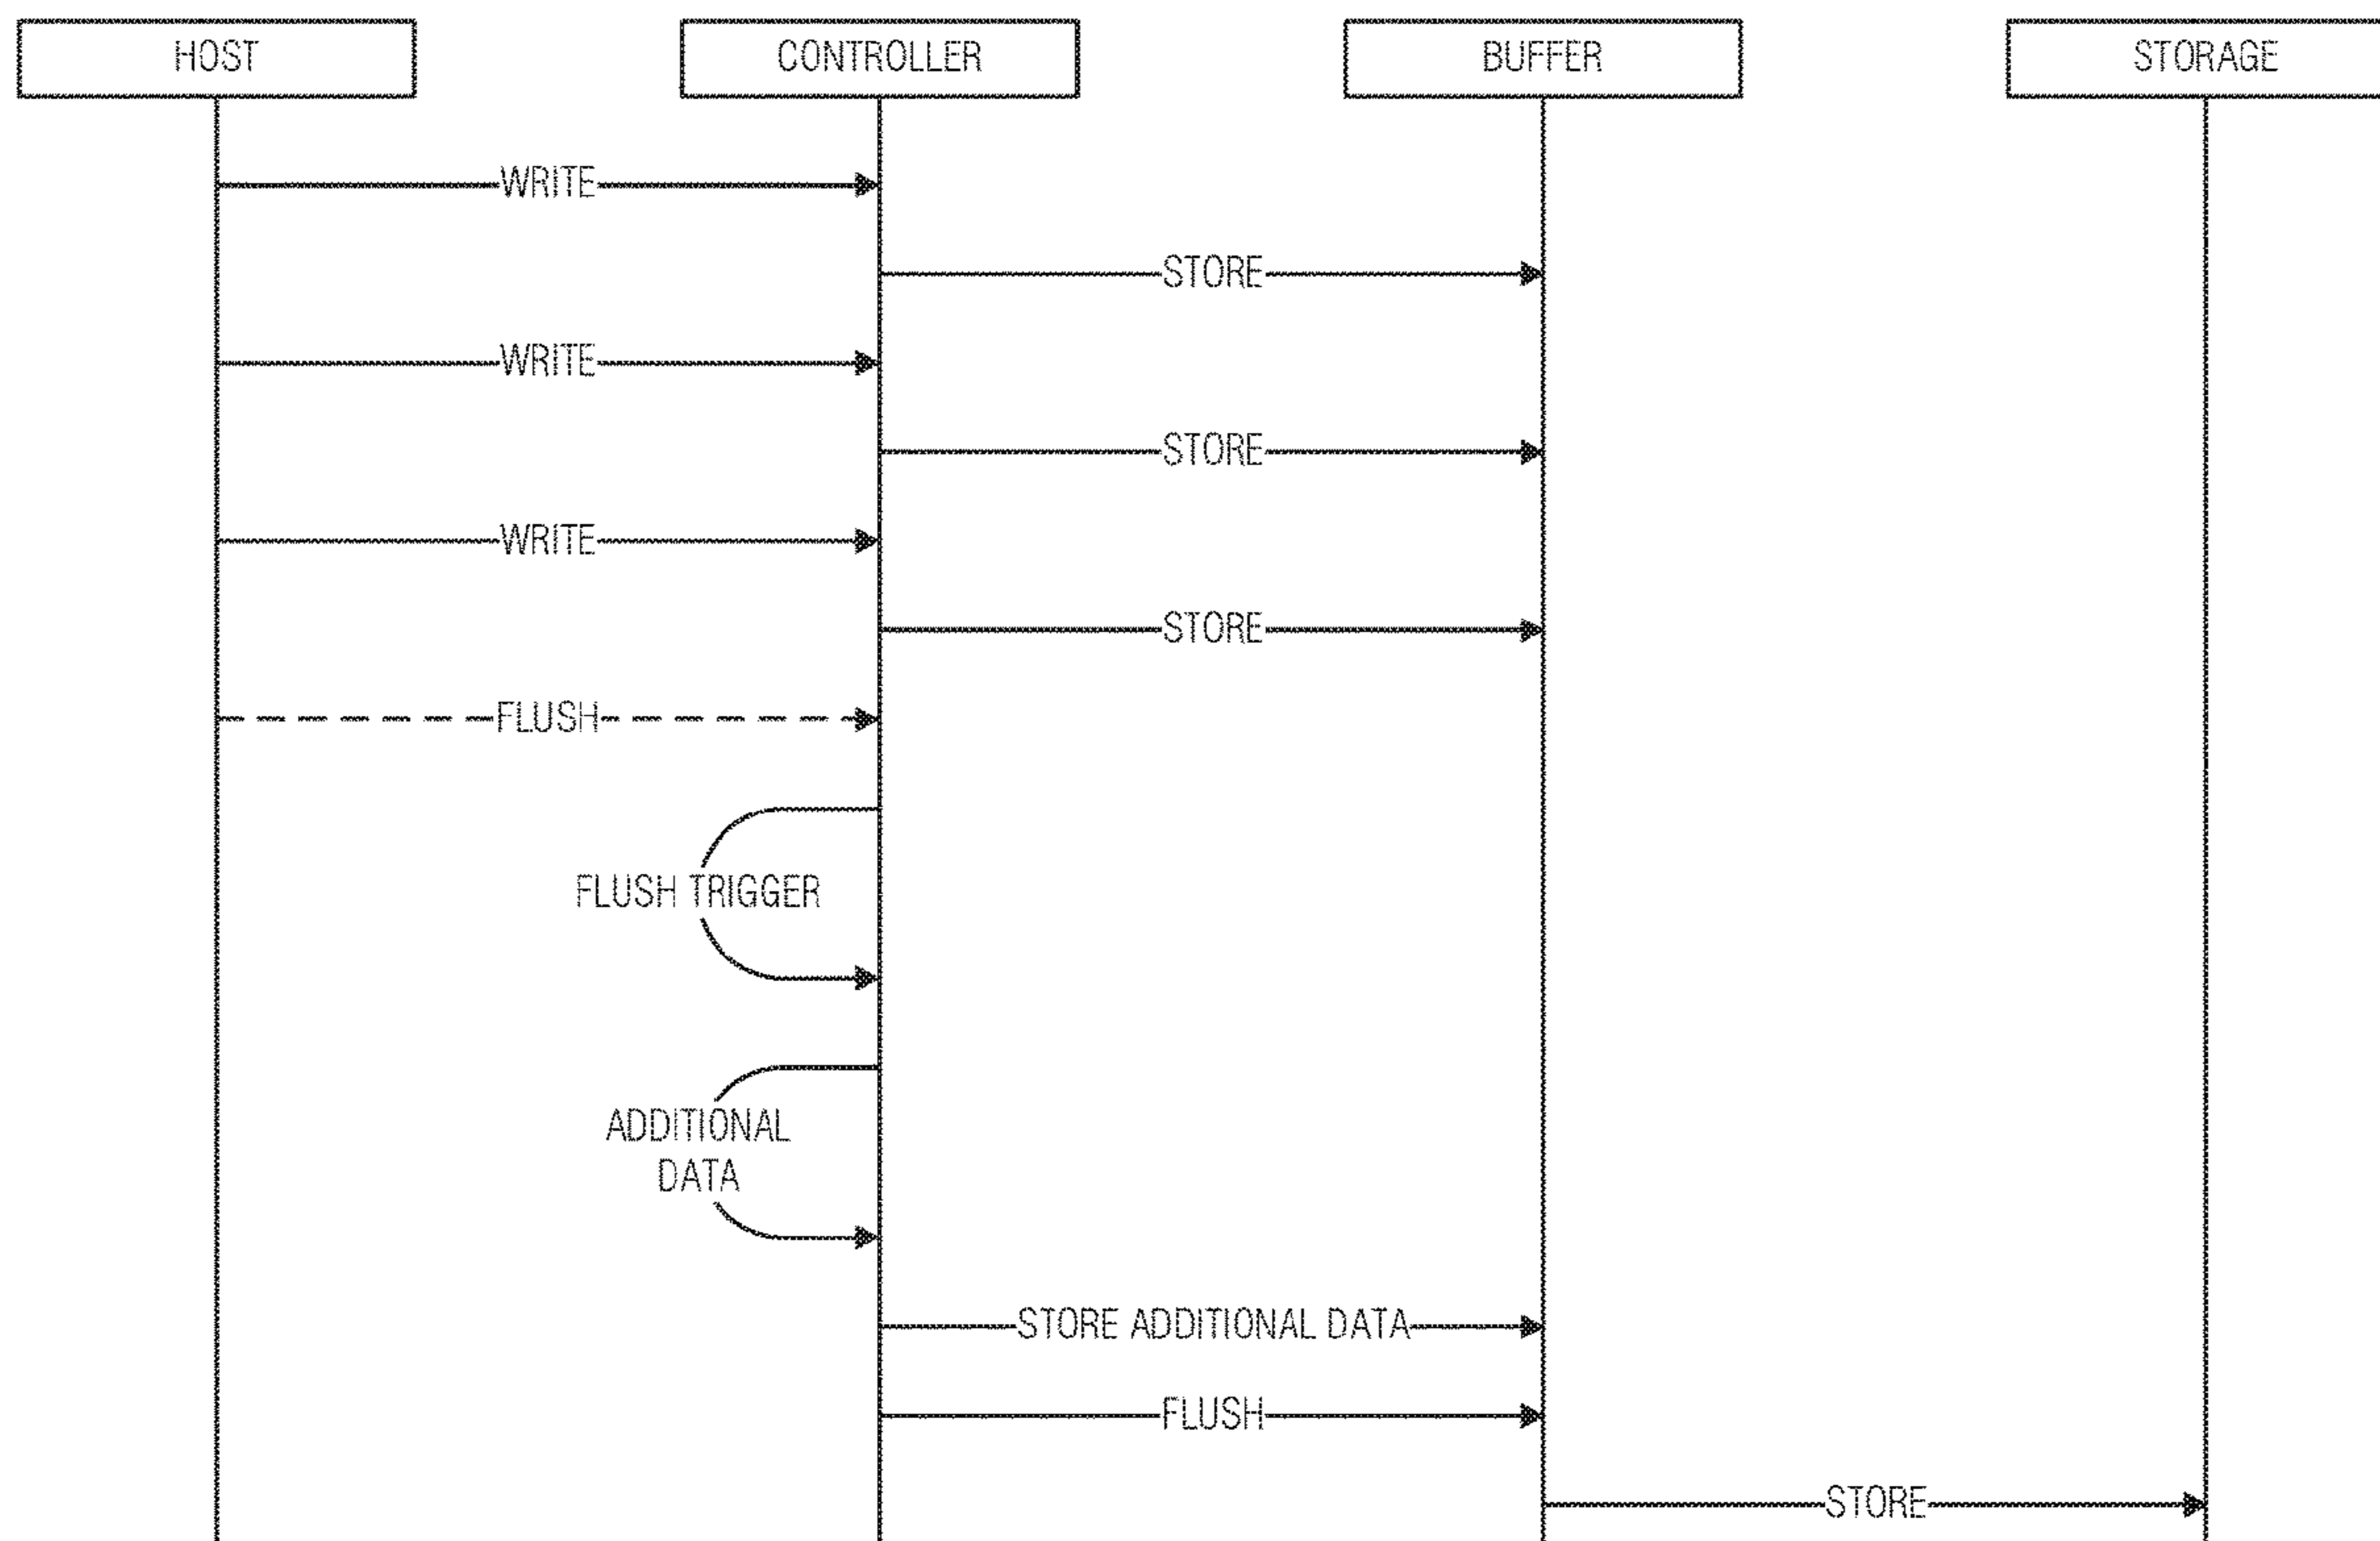 HOST
CONTROLLER
BUFFER
STORAGE
WRITE
STORE
WRITE
STORE
WRITE
STORE
FLUSH
FLUSH TRIGGER
ADDITIONAL
DATA
STORE ADDITIONAL DATA
FLUSH
STORE